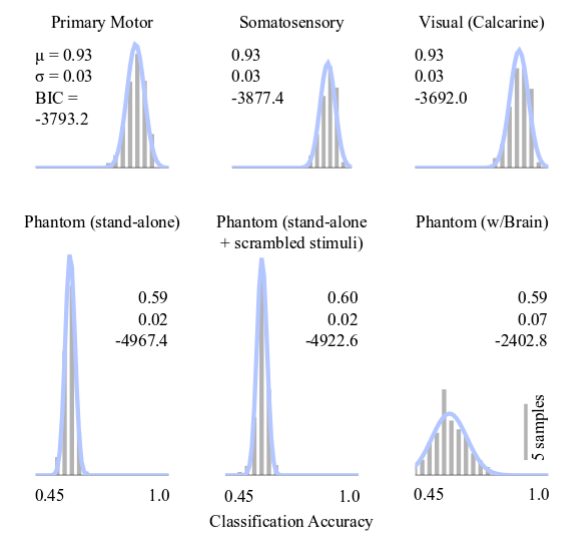 Primary Motor
μ = 0.93
σ = 0.03
BIC =
-3793.2
Somatosensory
0.93
0.03
-3877.4
Visual (Calcarine)
0.93
0.03
-3692.0
Phantom (stand-alone)
0.59
0.02
-4967.4
0.45
1.0
Phantom (stand-alone
+ scrambled stimuli)
0.60
0.02
-4922.6
0.45
1.0
Phantom (w/Brain)
0.59
0.07
-2402.8
5 samples
0.45
1.0
Classification Accuracy